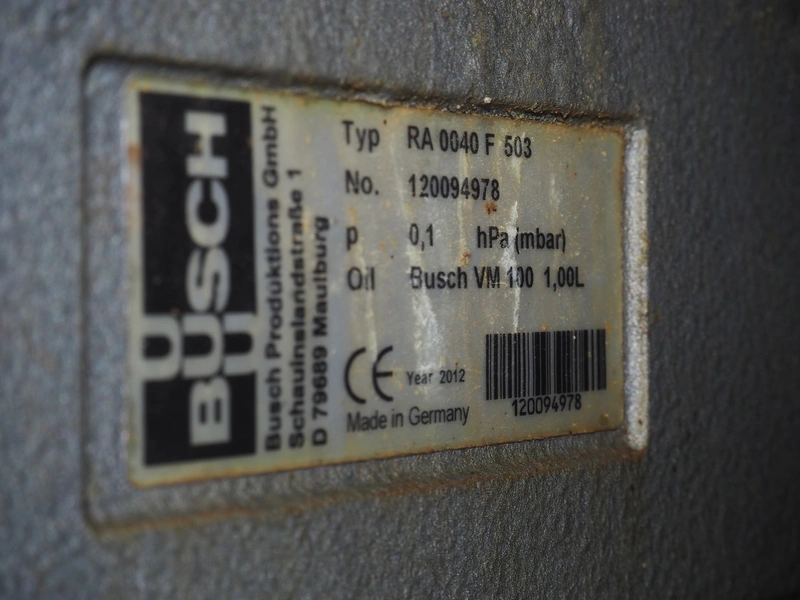 BUSCH
Busch Produktions GmbH
Schauinslandstraße 1
D 79689 Maulburg
Typ RA 0040 F 503
No. 120094978
p 0,1 hPa (mbar)
Oil Busch VM 100 1,00L
CE Year 2012
Made in Germany
120094978